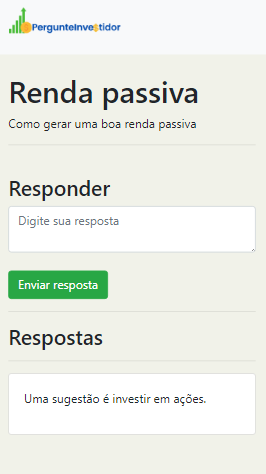 PergunteInvestidor
Renda passiva
Como gerar uma boa renda passiva
Responder
Digite sua resposta
Enviar resposta
Respostas
Uma sugestão é investir em ações.